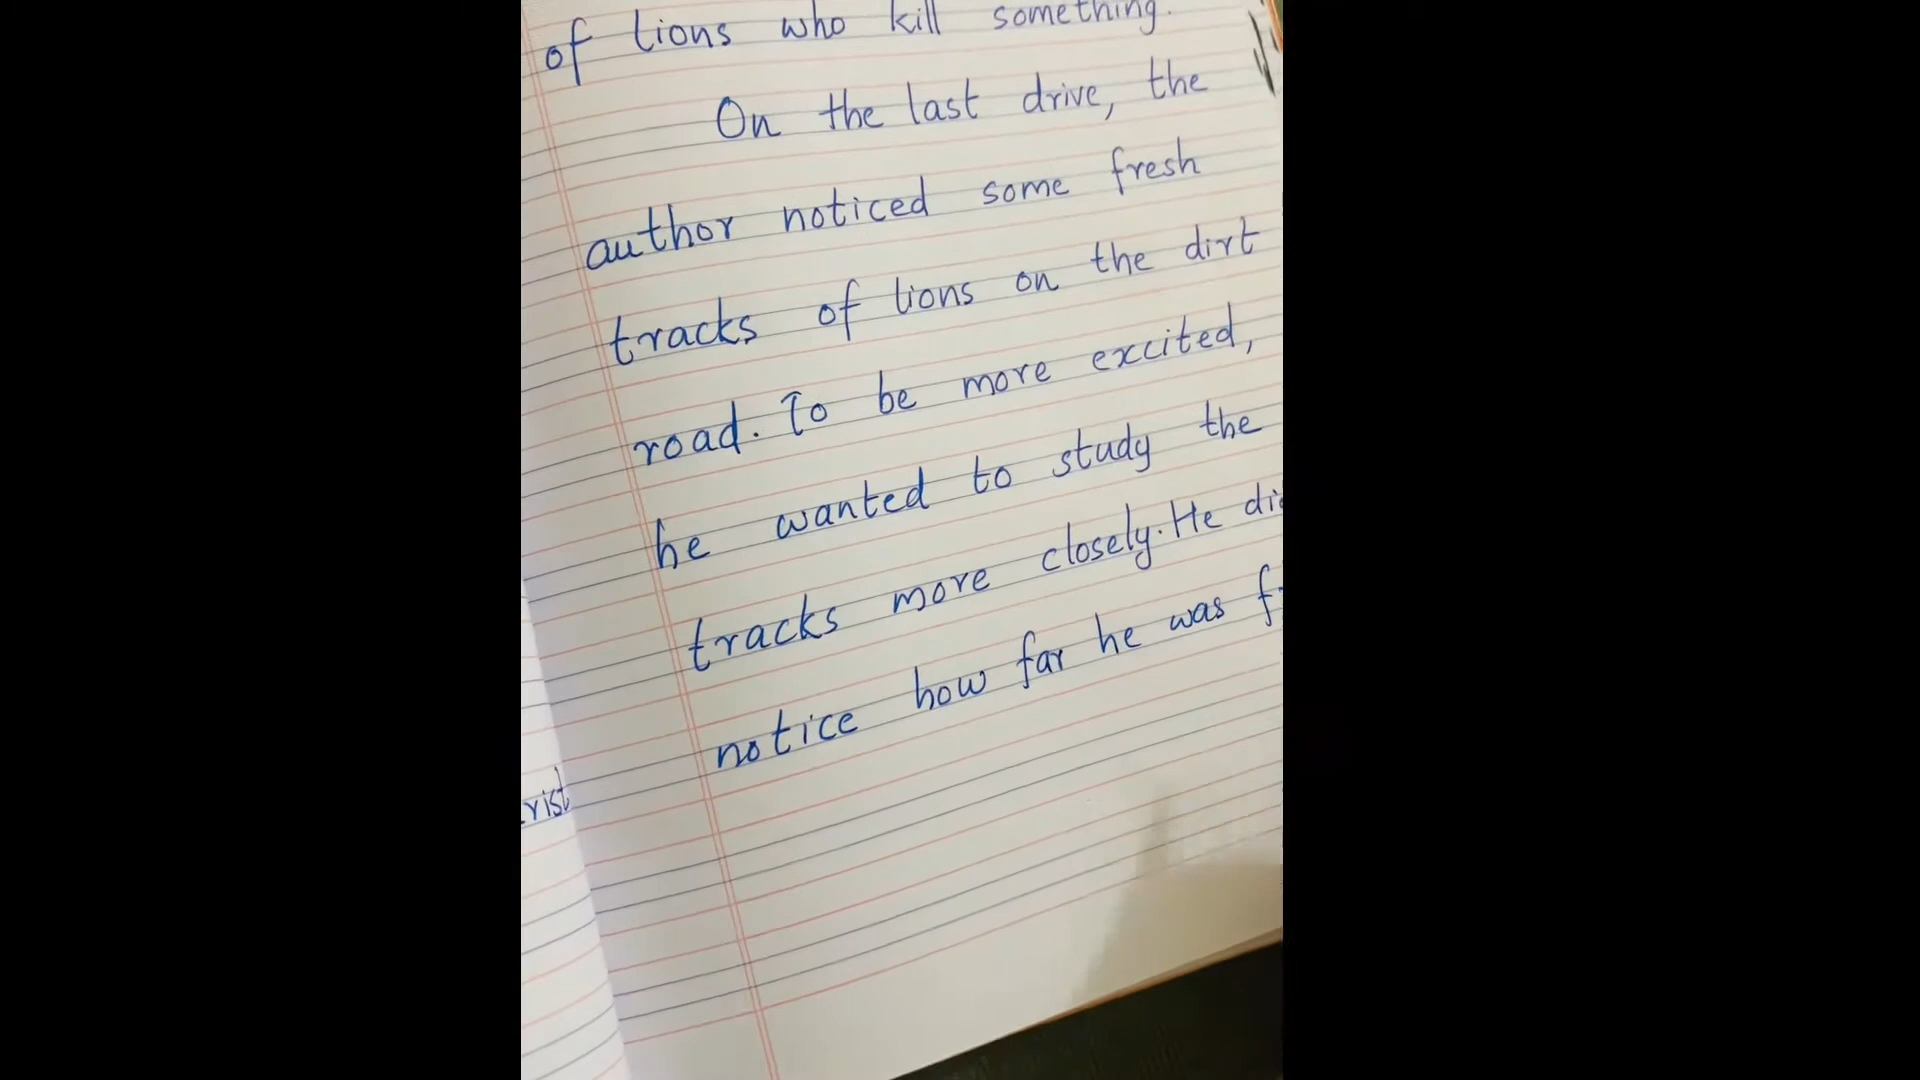 of lions who kill something.
On the last drive, the
author noticed some fresh
tracks of lions on the dirt
road. To be more excited,
he wanted to study the
tracks more closely. He
notice how far he was